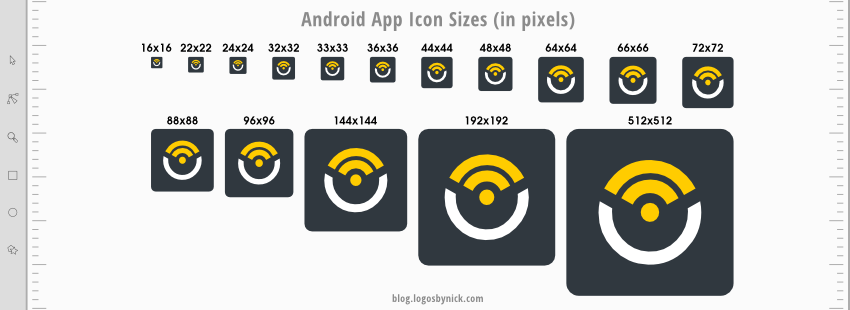 Android App Icon Sizes (in pixels)
16x16 22x22 24x24 32x32 33x33 36x36 44x44 48x48 64x64 66x66 72x72
88x88 96x96 144x144 192x192 512x512
blog.logosbynick.com